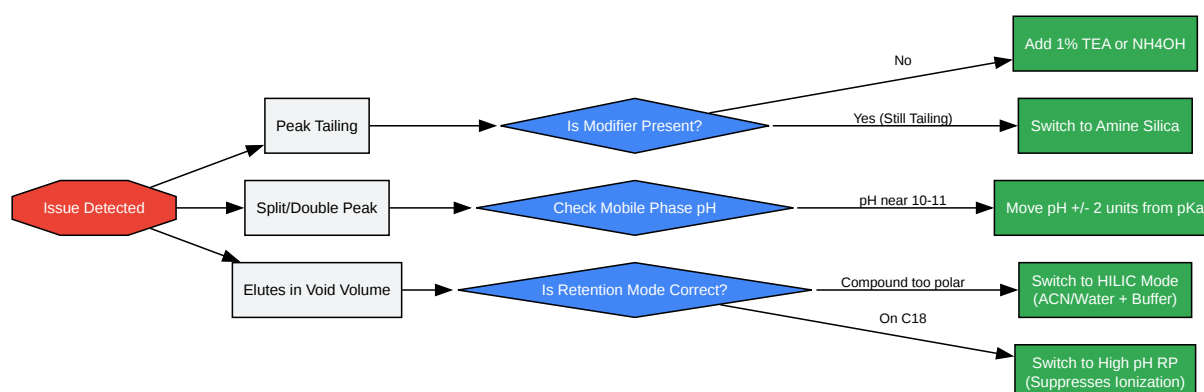 Issue Detected
Peak Tailing
Is Modifier Present?
No
Add 1% TEA or NH4OH
Yes (Still Tailing)
Switch to Amine Silica
Split/Double Peak
Check Mobile Phase pH
pH near 10-11
Move pH +/- 2 units from pKa
Elutes in Void Volume
Is Retention Mode Correct?
Compound too polar
Switch to HILIC Mode
(ACN/Water + Buffer)
On C18
Switch to High pH RP
(Suppresses Ionization)